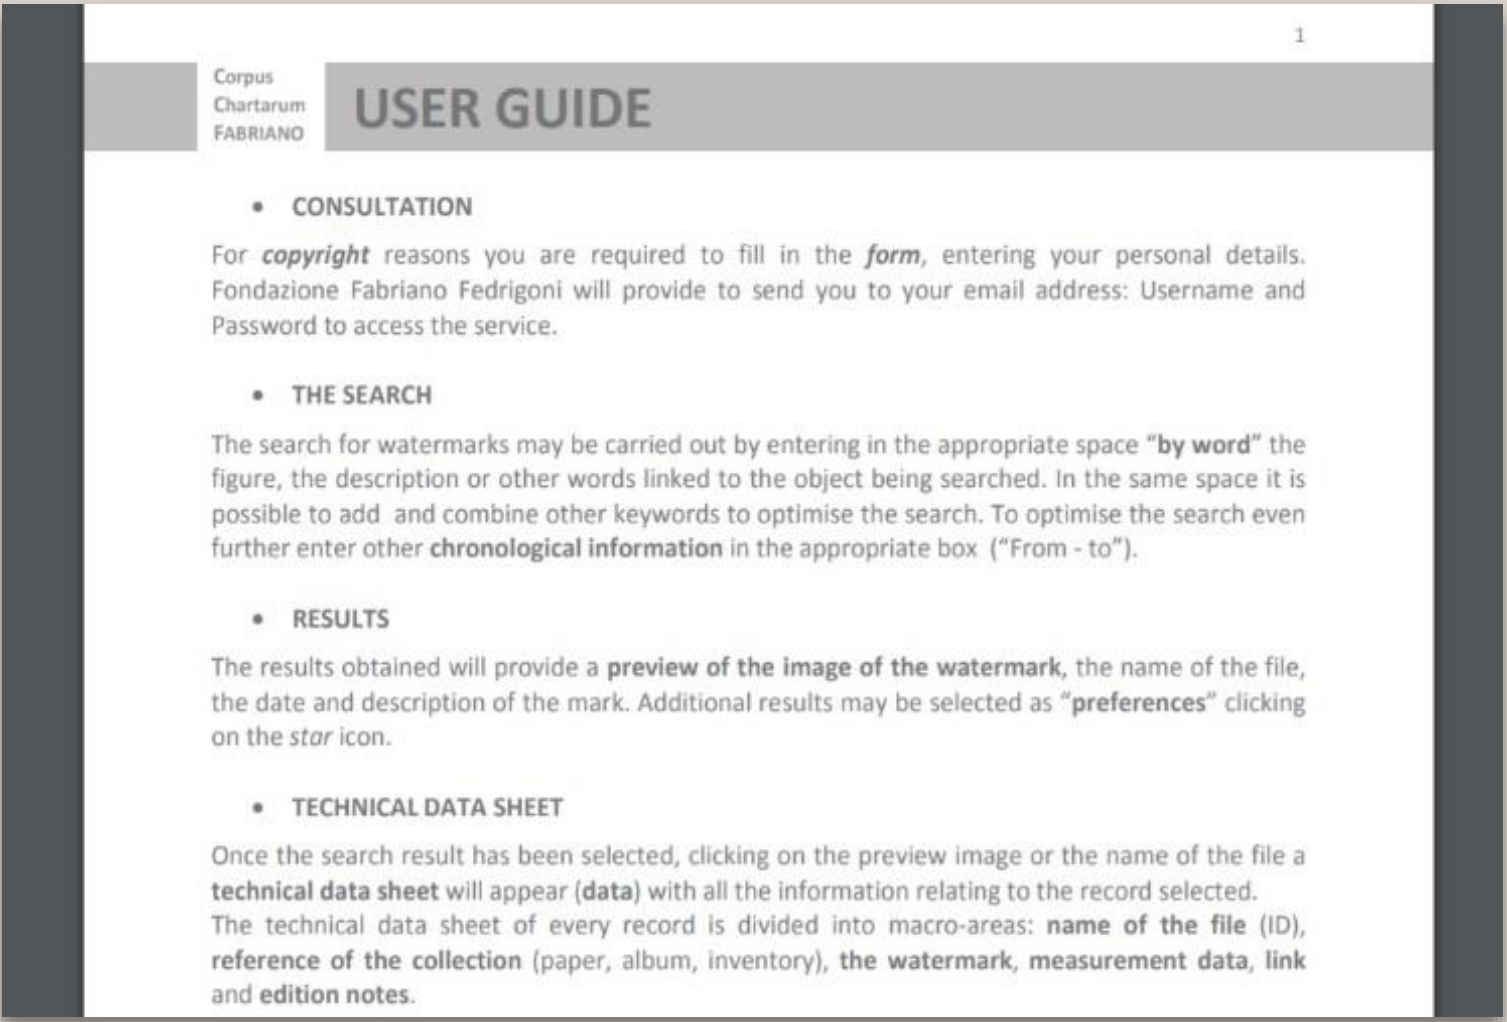 1
Corpus
Chartarum
FABRIANO
USER GUIDE
• CONSULTATION
For copyright reasons you are required to fill in the form, entering your personal details.
Fondazione Fabriano Fedrigoni will provide to send you to your email address: Username and
Password to access the service.
• THE SEARCH
The search for watermarks may be carried out by entering in the appropriate space “by word” the
figure, the description or other words linked to the object being searched. In the same space it is
possible to add and combine other keywords to optimise the search. To optimise the search even
further enter other chronological information in the appropriate box (“From - to”).
• RESULTS
The results obtained will provide a preview of the image of the watermark, the name of the file,
the date and description of the mark. Additional results may be selected as “preferences” clicking
on the star icon.
• TECHNICAL DATA SHEET
Once the search result has been selected, clicking on the preview image or the name of the file a
technical data sheet will appear (data) with all the information relating to the record selected.
The technical data sheet of every record is divided into macro-areas: name of the file (ID),
reference of the collection (paper, album, inventory), the watermark, measurement data, link
and edition notes.